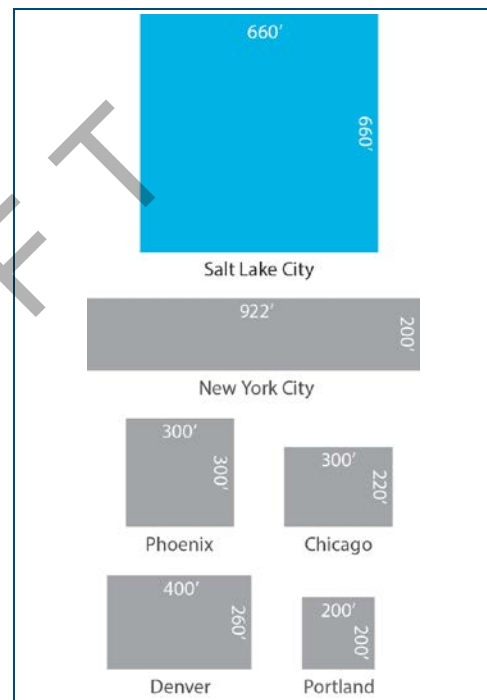 660′
660′
Salt Lake City
922′
200′
New York City
300′
300′
Phoenix
300′
220′
Chicago
400′
260′
Denver
200′
200′
Portland
F T